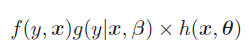 f(y, x)g(y|x, β) × h(x, θ)